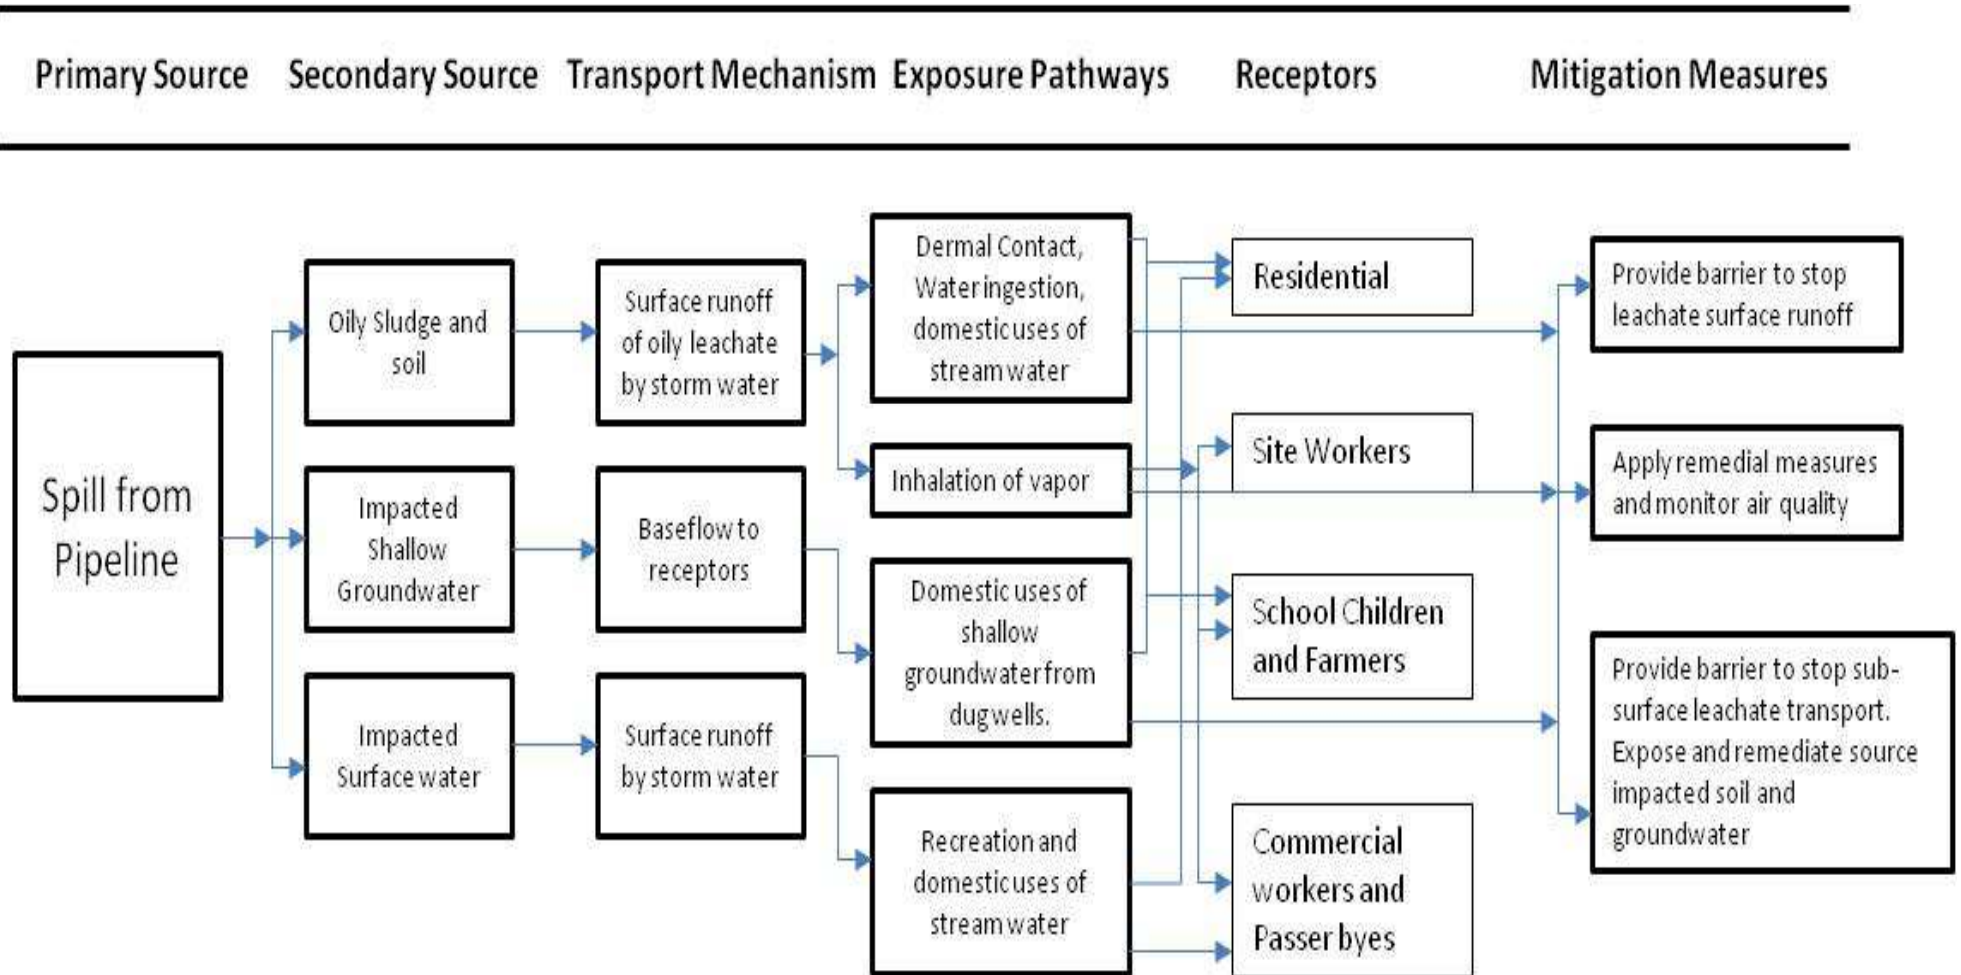 Primary Source
Secondary Source
Transport Mechanism
Exposure Pathways
Receptors
Mitigation Measures
Spill from
Pipeline
Oily Sludge and
soil
Impacted
Shallow
Groundwater
Impacted
Surface water
Surface runoff
of oily leachate
by storm water
Baseflow to
receptors
Surface runoff
by storm water
Dermal Contact,
Water ingestion,
domestic uses of
stream water
Inhalation of vapor
Domestic uses of
shallow
groundwater from
dug wells.
Recreation and
domestic uses of
stream water
Residential
Site Workers
School Children
and Farmers
Commercial
workers and
Passer byes
Provide barrier to stop
leachate surface runoff
Apply remedial measures
and monitor air quality
Provide barrier to stop sub-
surface leachate transport.
Expose and remediate source
impacted soil and
groundwater